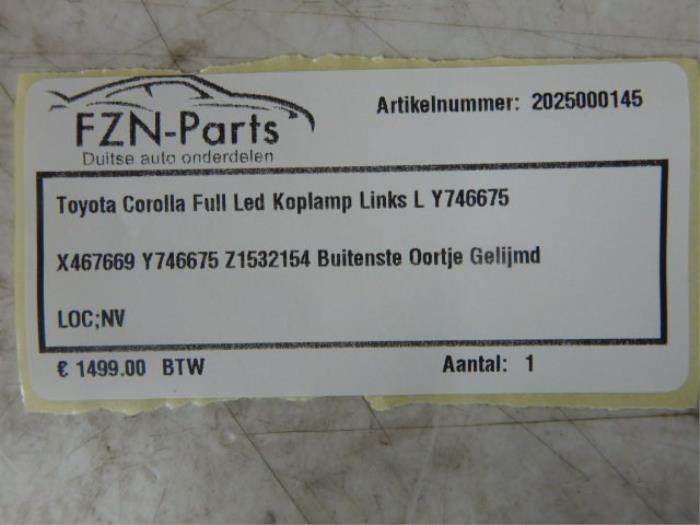 FZN-Parts
Duitse auto onderdelen
Artikelnummer: 2025000145
Toyota Corolla Full Led Koplamp Links L Y746675
X467669 Y746675 Z1532154 Buitenste Oortje Gelijmd
LOC;NV
€ 1499.00 BTW
Aantal: 1